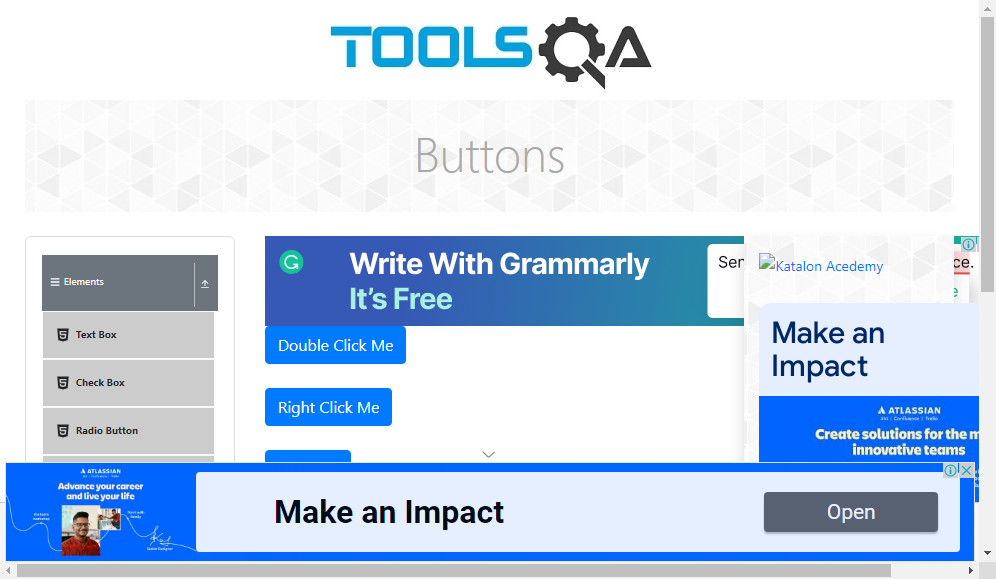 TOOLSQA
Buttons
Elements
Text Box
Check Box
Radio Button
Write With Grammarly
It's Free
Double Click Me
Right Click Me
Katalon Acedemy
Make an
Impact
ATLASSIAN
Create solutions for the
innovative teams
ATLASSIAN
Advance your career
and live your life
Make an Impact
Open